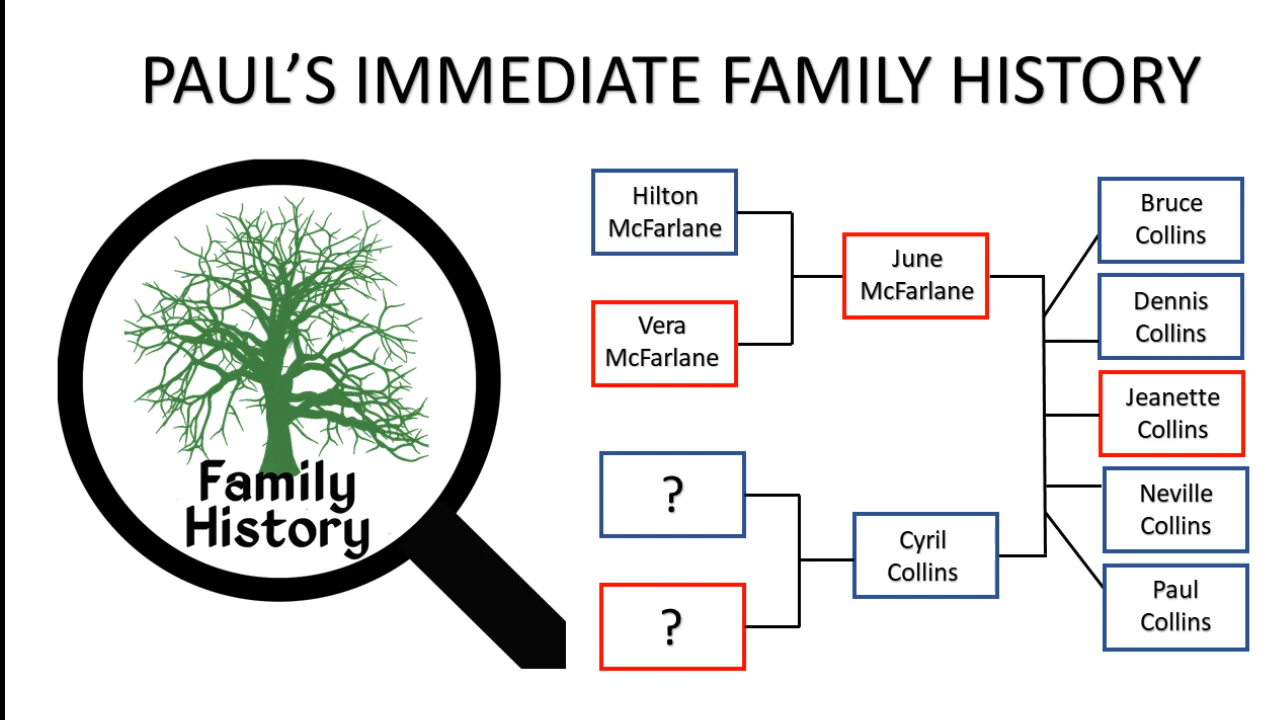 PAUL’S IMMEDIATE FAMILY HISTORY
Family
History
Hilton
McFarlane
Vera
McFarlane
?
?
June
McFarlane
Cyril
Collins
Bruce
Collins
Dennis
Collins
Jeanette
Collins
Neville
Collins
Paul
Collins